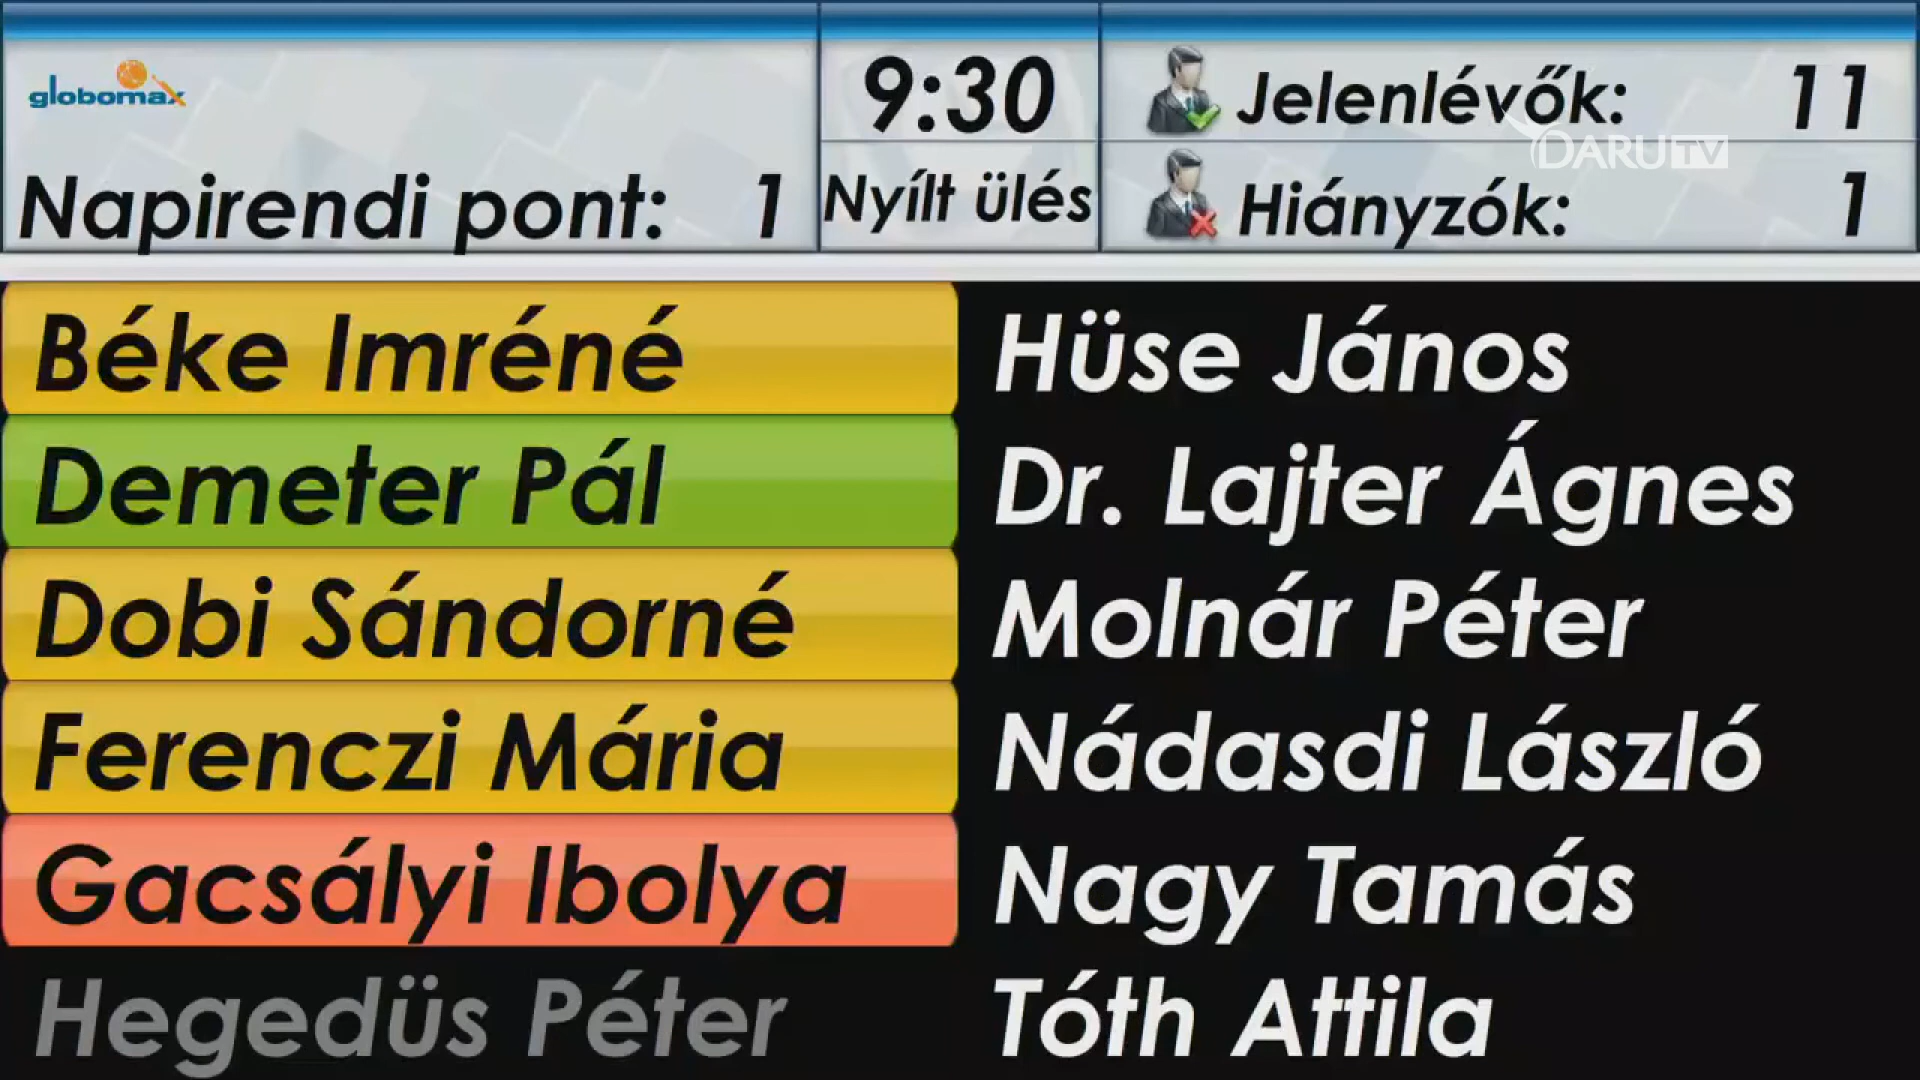 globomax
Napirendi pont: 1
9:30
Nyílt ülés
Jelenlévők: 11
DARU TV
Hiányzók: 1
Béke Imréné
Demeter Pál
Dobi Sándorné
Ferenczi Mária
Gacsályi Ibolya
Hegedüs Péter
Hüse János
Dr. Lajter Ágnes
Molnár Péter
Nádasdi László
Nagy Tamás
Tóth Attila